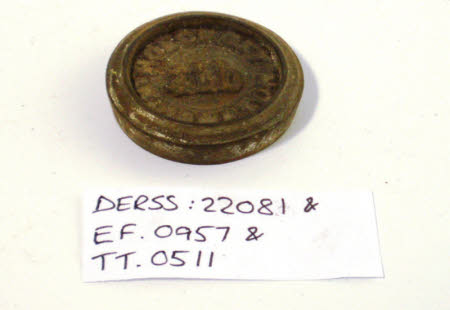 DERSS: 22081 &
EF. 0957 &
TT. 0511